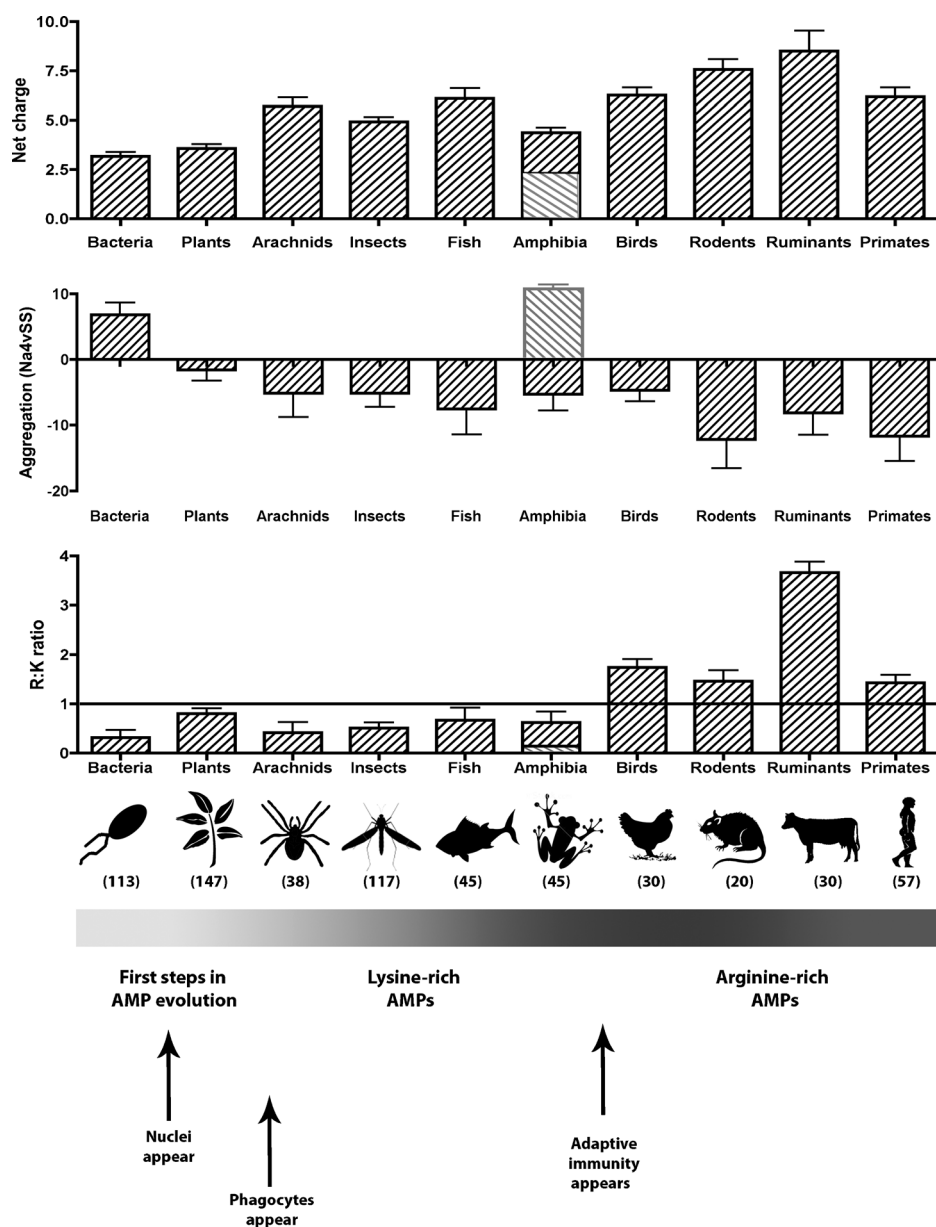 10.0
7.5
5.0
2.5
0.0
Net charge
Bacteria Plants Arachnids Insects Fish Amphibia Birds Rodents Ruminants Primates
10
0
-10
-20
Aggregation (Na4vSS)
Bacteria Plants Arachnids Insects Fish Amphibia Birds Rodents Ruminants Primates
4
3
2
1
0
R:K ratio
Bacteria Plants Arachnids Insects Fish Amphibia Birds Rodents Ruminants Primates
(113) (147) (38) (117) (45) (45) (30) (20) (30) (57)
First steps in
AMP evolution
Lysine-rich
AMPs
Arginine-rich
AMPs
Nuclei
appear
Phagocytes
appear
Adaptive
immunity
appears